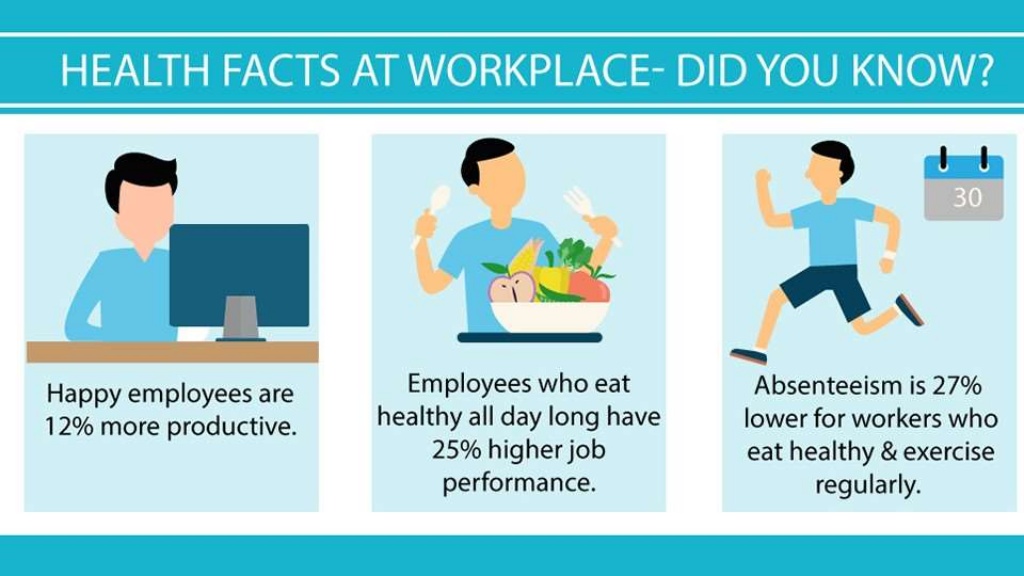 HEALTH FACTS AT WORKPLACE- DID YOU KNOW?
Happy employees are
12% more productive.
Employees who eat
healthy all day long have
25% higher job
performance.
30
Absenteeism is 27%
lower for workers who
eat healthy & exercise
regularly.